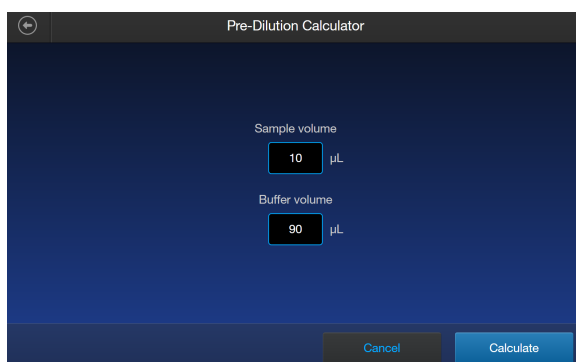 Pre-Dilution Calculator
Sample volume
10 µL
Buffer volume
90 µL
Cancel
Calculate